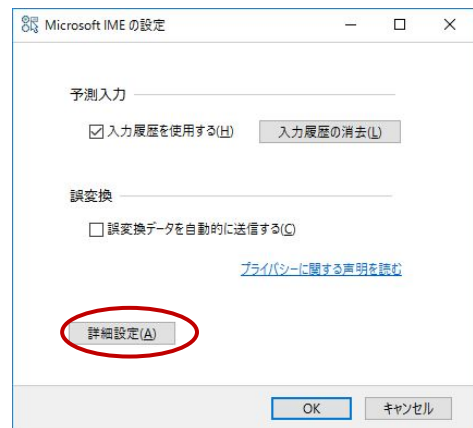 Microsoft IME の設定
予測入力
入力履歴を使用する(H)
入力履歴の消去(L)
誤変換
誤変換データを自動的に送信する(C)
プライバシーに関する声明を読む
詳細設定(A)
OK
キャンセル